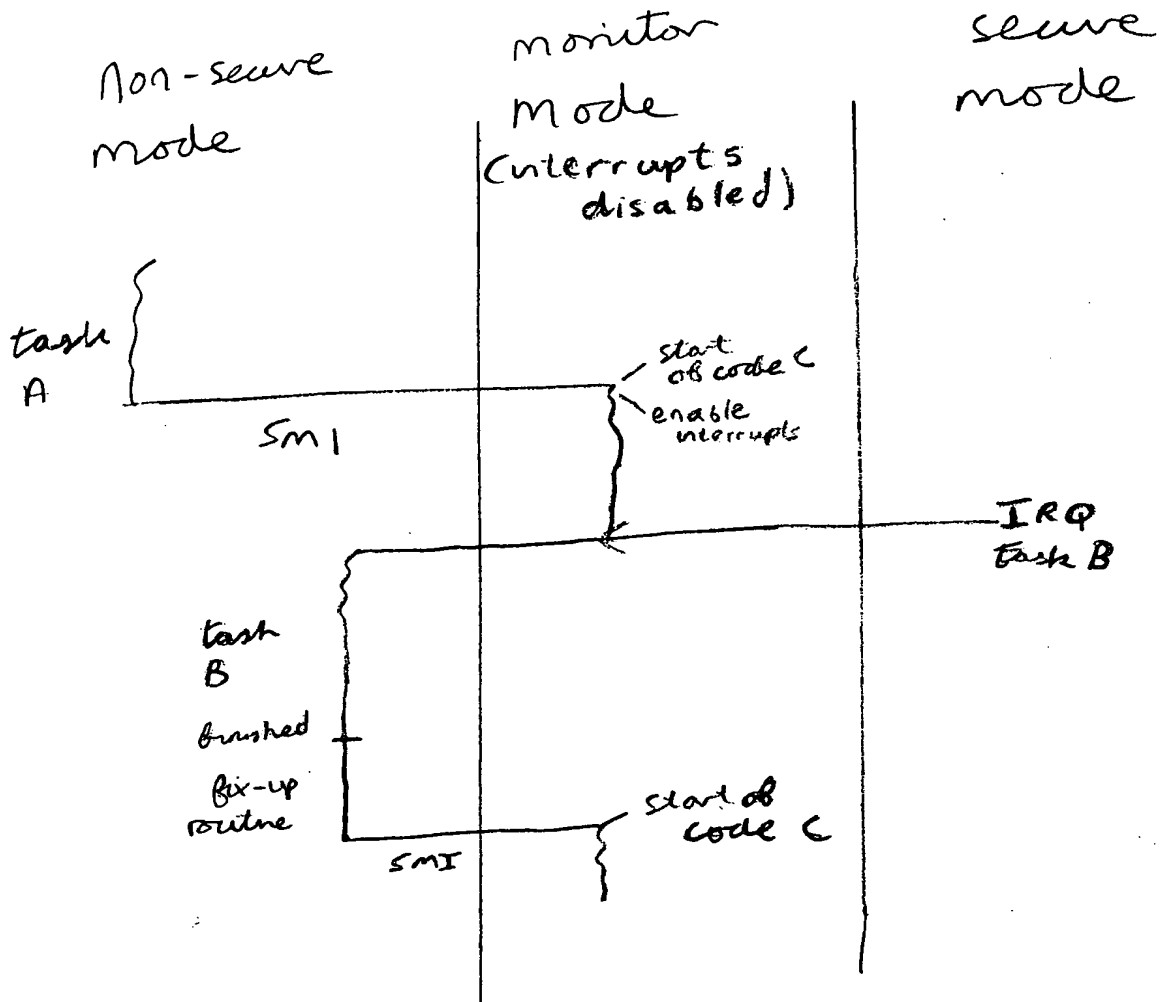 non-secure
mode
monitor
mode
(interrupts
disabled)
secure
mode
task
A
SMI
start
of code C
enable
interrupts
IRQ
task B
task
B
finished
fix-up
routine
SMI
start of
code C